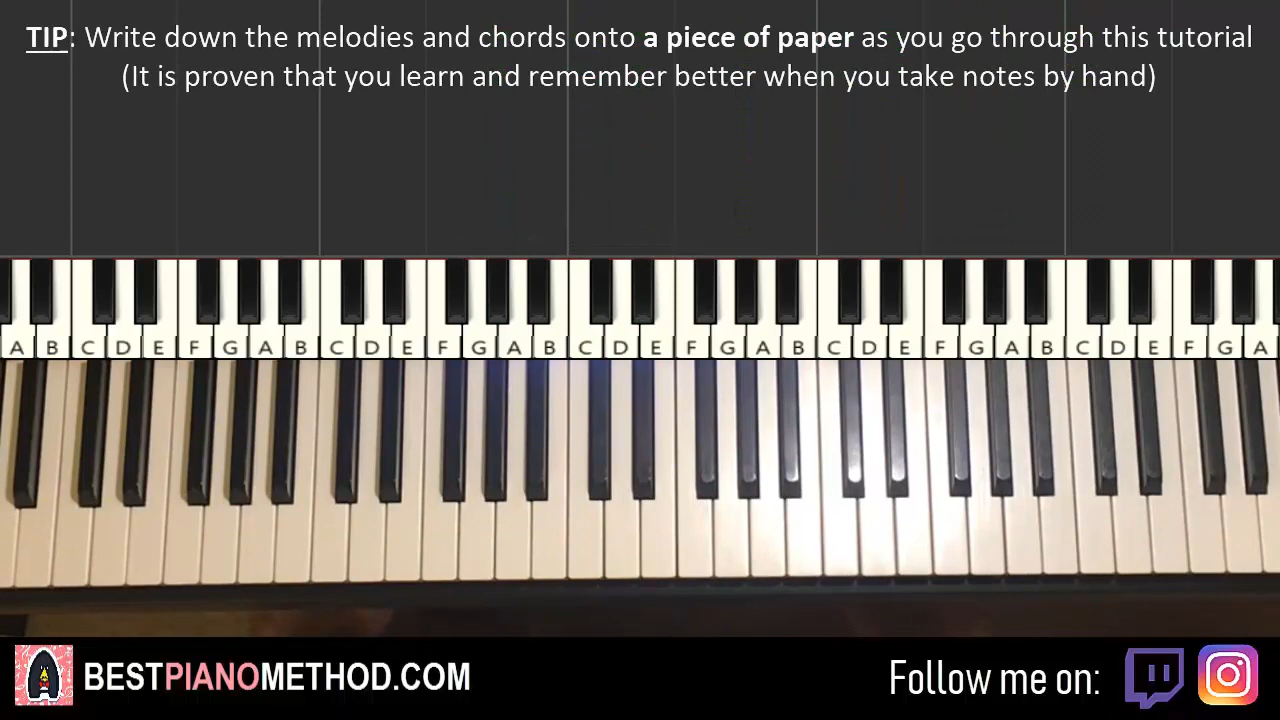 TIP: Write down the melodies and chords onto a piece of paper as you go through this tutorial
(It is proven that you learn and remember better when you take notes by hand)
A B C D E F G A B C D E F G A B C D E F G A B C D E F G A B C D E F G A
BESTPIANOMETHOD.COM
Follow me on: